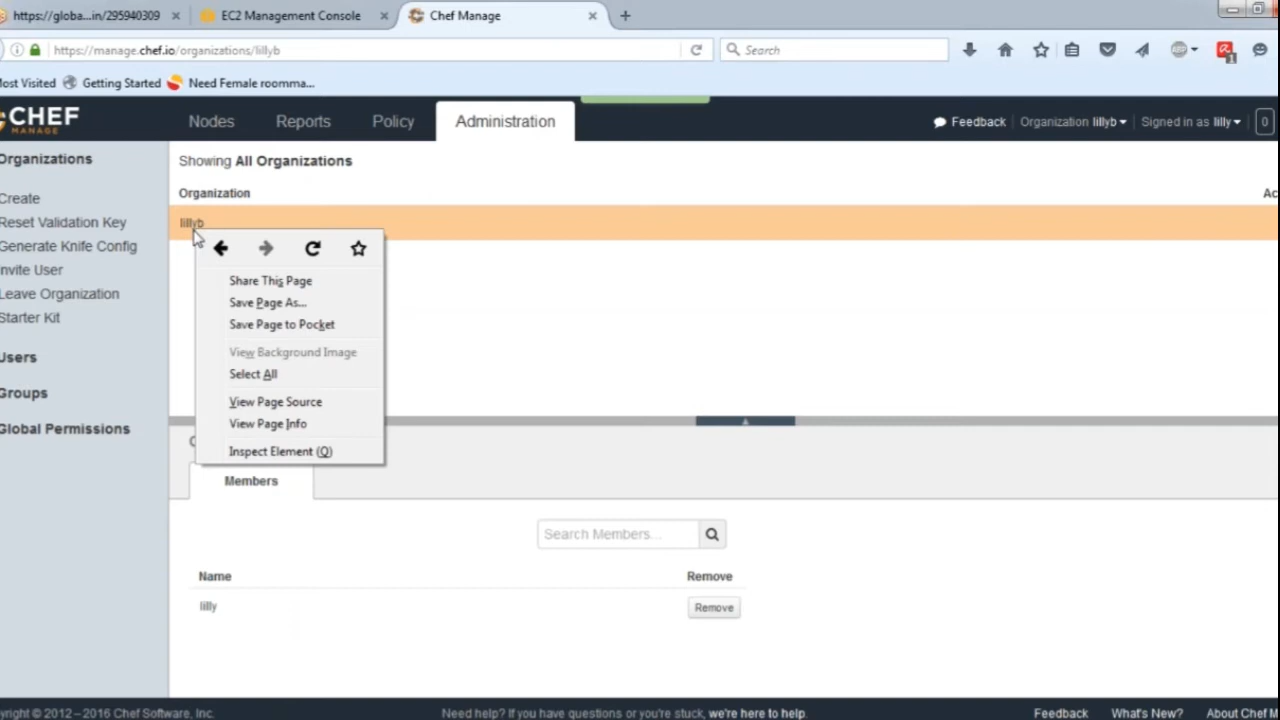 https://globa...in/295940309
EC2 Management Console
Chef Manage
https://manage.chef.io/organizations/lillyb
Search
ost Visited
Getting Started
Need Female roomma...
CHEF
MANAGE
Nodes
Reports
Policy
Administration
Feedback
Organization lillyb
Signed in as lilly
0
Organizations
Create
Reset Validation Key
Generate Knife Config
nvite User
Leave Organization
Starter Kit
Users
Groups
Global Permissions
Showing All Organizations
Organization
Ac
lillyb
Share This Page
Save Page As...
Save Page to Pocket
View Background Image
Select All
View Page Source
View Page Info
Inspect Element (Q)
Members
Search Members...
Name
Remove
lilly
Remove
yright © 2012 – 2016 Chef Software, Inc.
Need help? If you have questions or you're stuck, we're here to help.
Feedback
What's New?
About Chef M